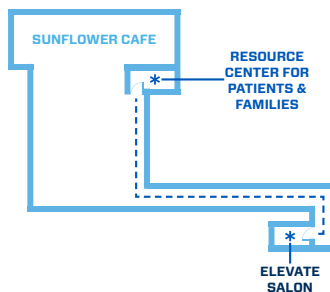 SUNFLOWER CAFE
RESOURCE
CENTER FOR
PATIENTS &
FAMILIES
*
*
ELEVATE
SALON